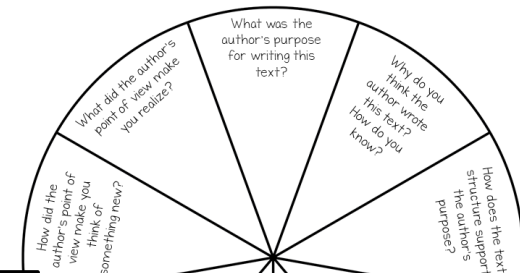 What was the
author's purpose
for writing this
text?
Why do you
think the
author wrote
this text?
How do you
know?
How does the text
structure support
the author's
purpose?
How did the
author's point of
view make you
think of
something new?
What did the author's
point of view make
you realize?